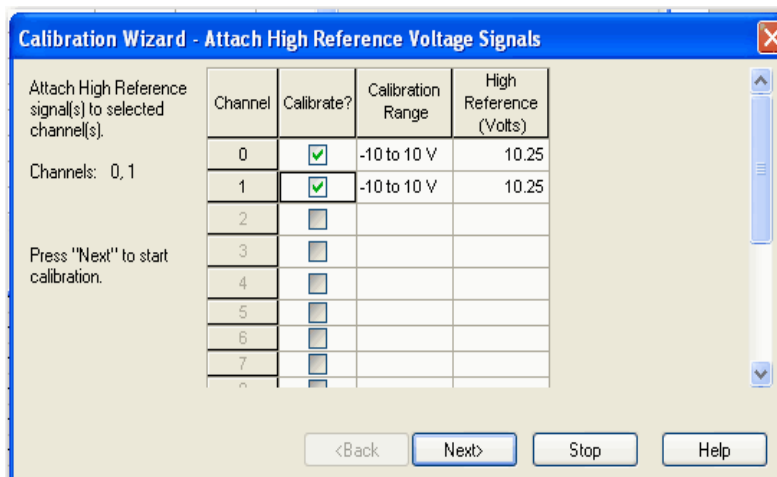 Calibration Wizard - Attach High Reference Voltage Signals
Attach High Reference
signal(s) to selected
channel(s).
Channels: 0, 1
Press "Next" to start
calibration.
Channel Calibrate? Calibration Range High Reference (Volts)
0 -10 to 10 V 10.25
1 -10 to 10 V 10.25
2
3
4
5
6
7
<Back Next> Stop Help